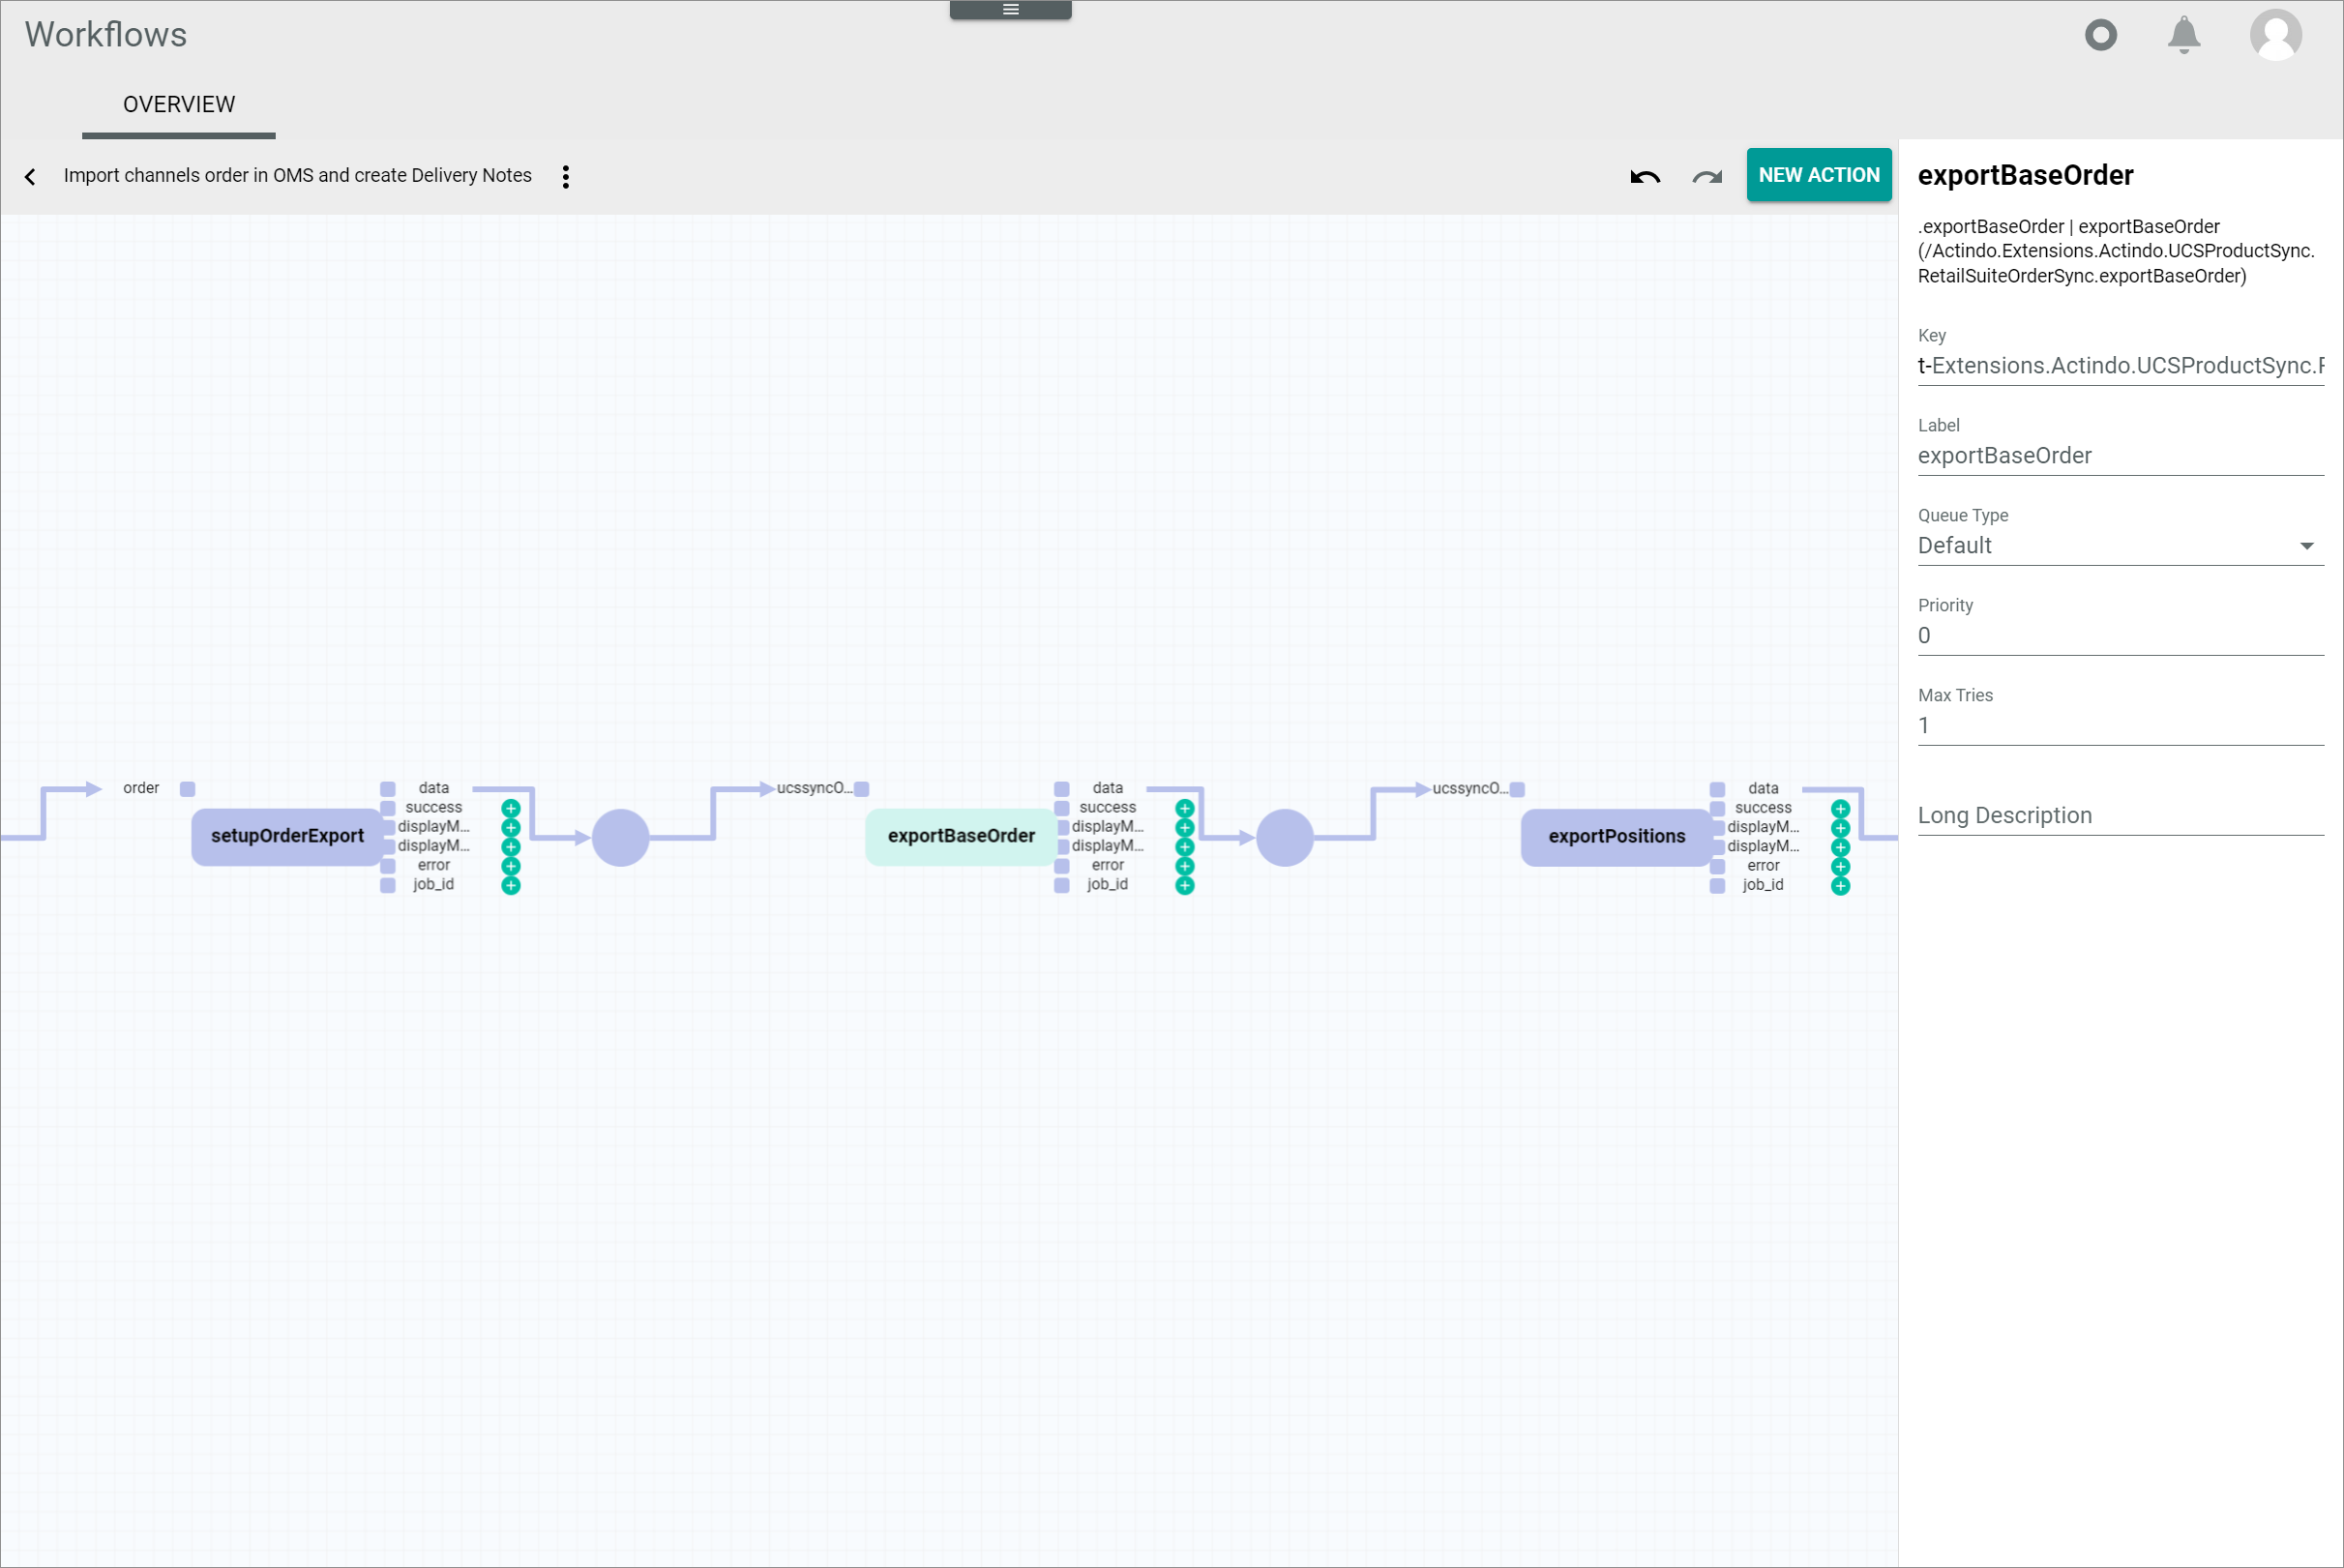 Workflows
OVERVIEW
Import channels order in OMS and create Delivery Notes
NEW ACTION
order
setupOrderExport
data
success
displayM...
displayM...
error
job_id
ucssyncO...
exportBaseOrder
data
success
displayM...
displayM...
error
job_id
ucssyncO...
exportPositions
data
success
displayM...
displayM...
error
job_id
exportBaseOrder
.exportBaseOrder | exportBaseOrder
(/Actindo.Extensions.Actindo.UCSProductSync.
RetailSuiteOrderSync.exportBaseOrder)
Key
t-Extensions.Actindo.UCSProductSync.
Label
exportBaseOrder
Queue Type
Default
Priority
0
Max Tries
1
Long Description